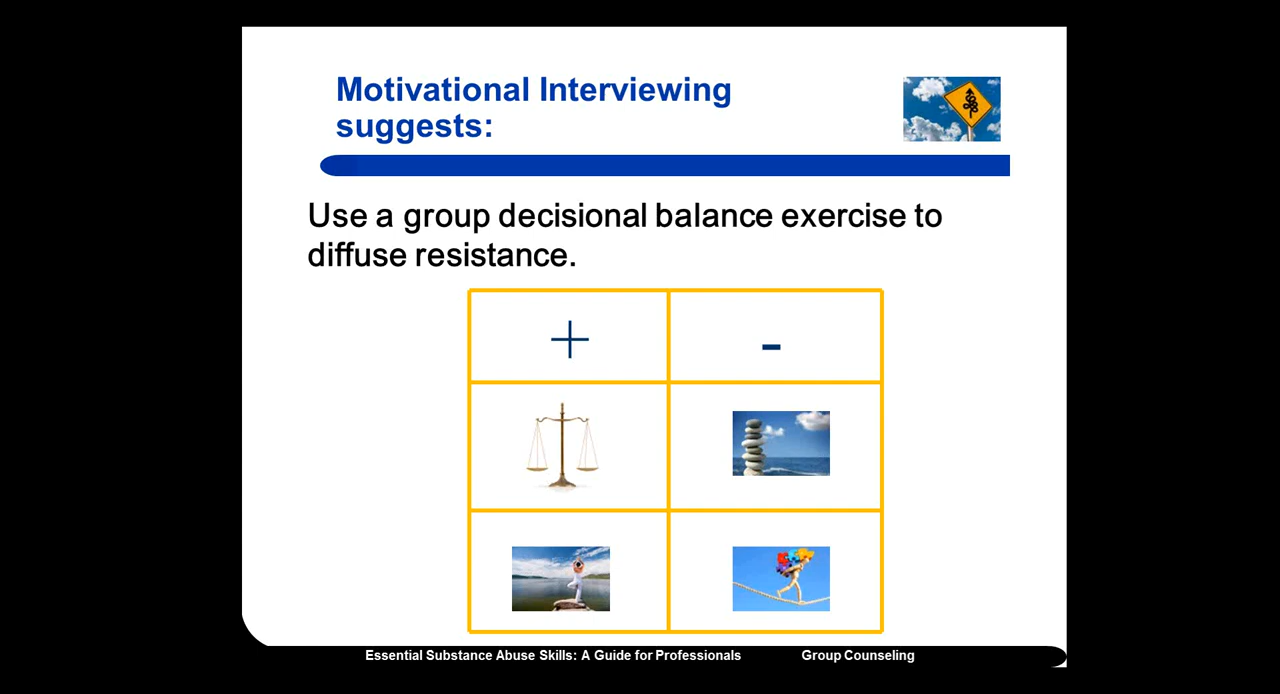 Motivational Interviewing
suggests:
Use a group decisional balance exercise to
diffuse resistance.
+ -
Essential Substance Abuse Skills: A Guide for Professionals Group Counseling